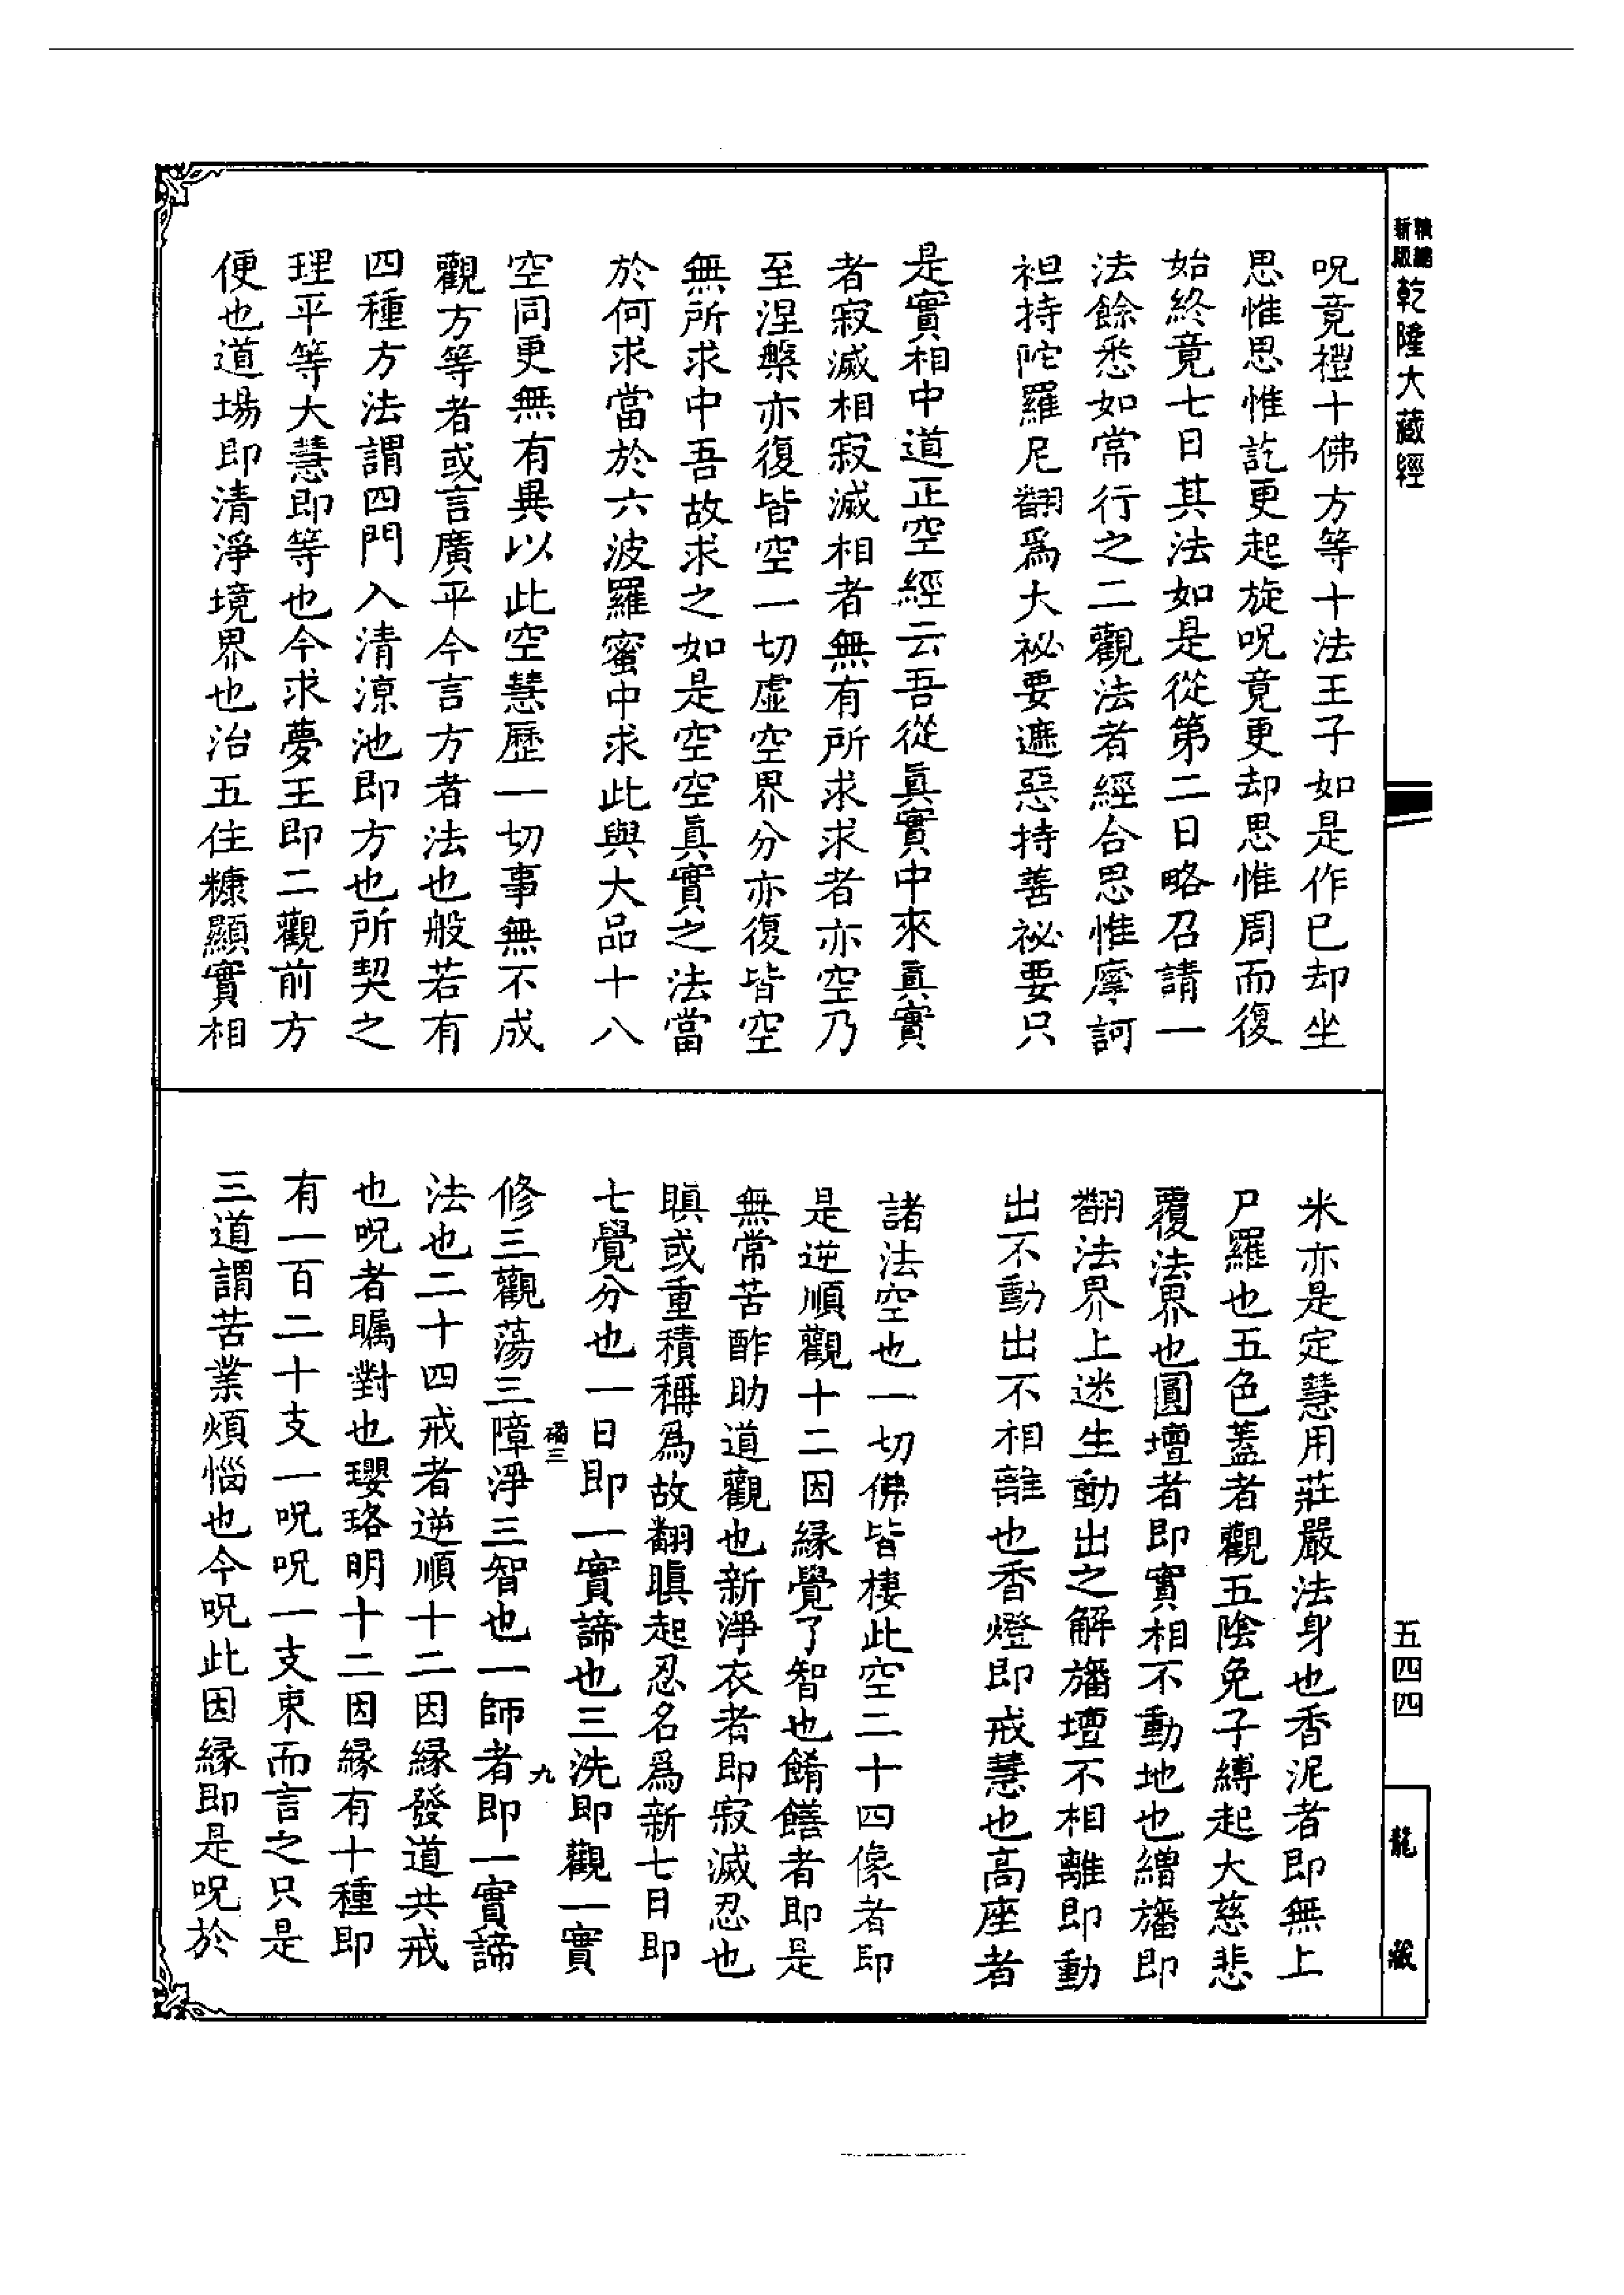 新編
新版
乾隆大藏經
呪竟禮十佛方等十法王子如是作已却坐
思惟思惟訖更起旋呪竟更却思惟周而復
始終竟七日其法如是從第二日略召請一
法餘悉如常行之二觀法者經合思惟摩訶
袒持陀羅尼翻爲大祕要遮惡持善祕要只
是實相中道正空經云吾從眞實中來眞實
者寂滅相寂滅相者無有所求求者亦空乃
至涅槃亦復皆空一切虛空界分亦復皆空
無所求中吾故求之如是空空眞實之法當
於何求當於六波羅蜜中求此與大品十八
空同更無有異以此空慧歷一切事無不成
觀方等者或言廣平今言方者法也般若有
四種方法謂四門入清涼池即方也所契之
理平等大慧即等也今求夢王即二觀前方
便也道場即清淨境界也治五住糠顯實相
米亦是定慧用莊嚴法身也香泥者即無上
尸羅也五色蓋者觀五陰免子縛起大慈悲
覆法界也圓壇者即實相不動地也繒旛即
翻法界上迷生動出之解旛壇不相離即動
出不動出不相離也香燈即戒慧也高座者
諸法空也一切佛皆棲此空二十四像者即
是逆順觀十二因緣覺了智也餚饍者即是
無常苦酢助道觀也新淨衣者即寂滅忍也
瞋或重積稱爲故翻瞋起忍名爲新七日即
七覺分也一日即一實諦也三洗即觀一實
修三觀蕩三障淨三智也一師者即一實諦
法也二十四戒者逆順十二因緣發道共戒
也呪者矚對也瓔珞明十二因緣有十種即
有一百二十支一呪呪一支束而言之只是
三道謂苦業煩惱也今呪此因緣即是呪於
九
五四四
龍藏